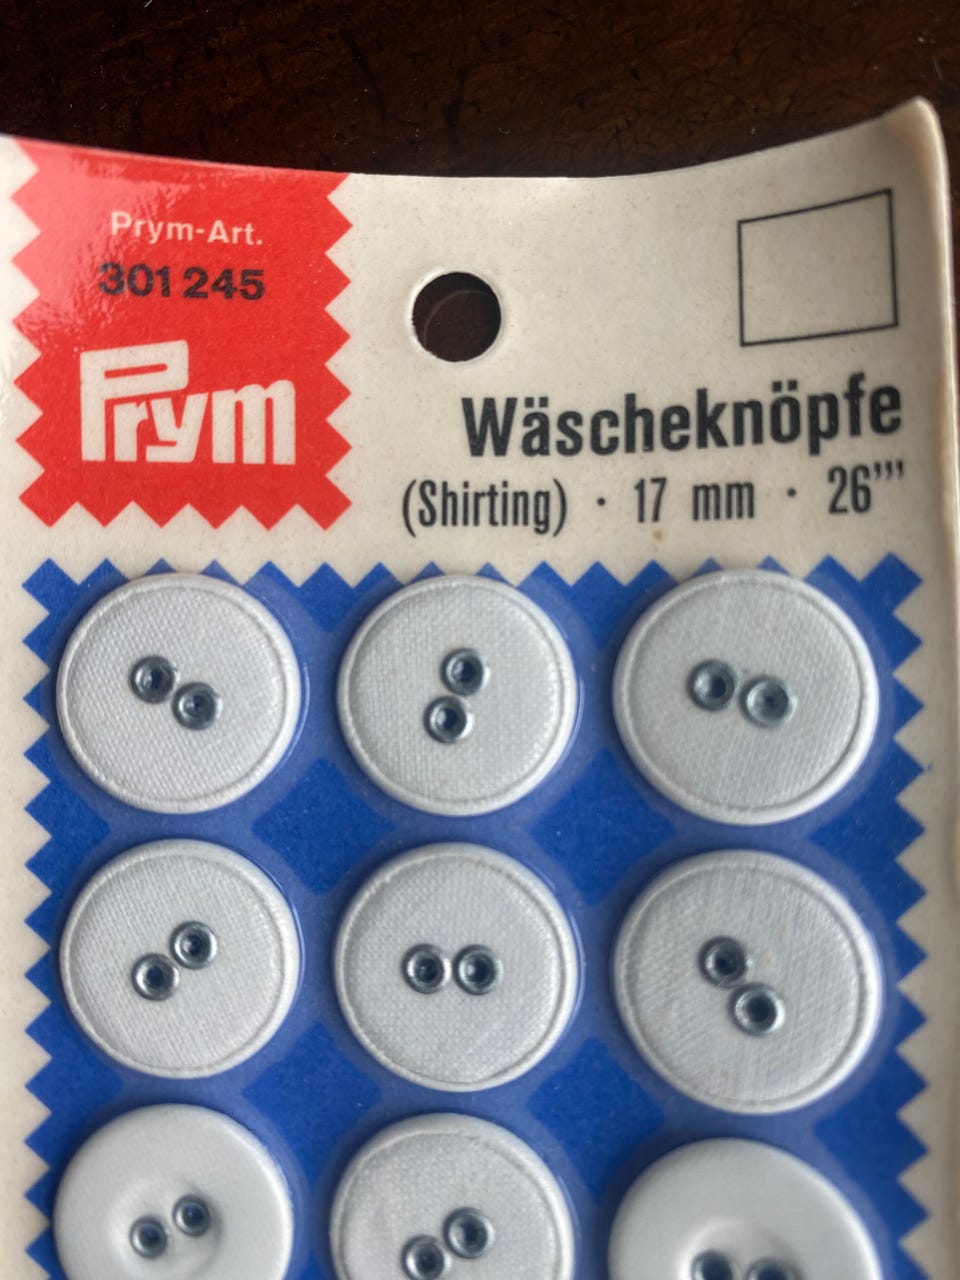 Prym-Art.
301 245
Prym
Wäscheknöpfe
(Shirting) · 17 mm · 26"'